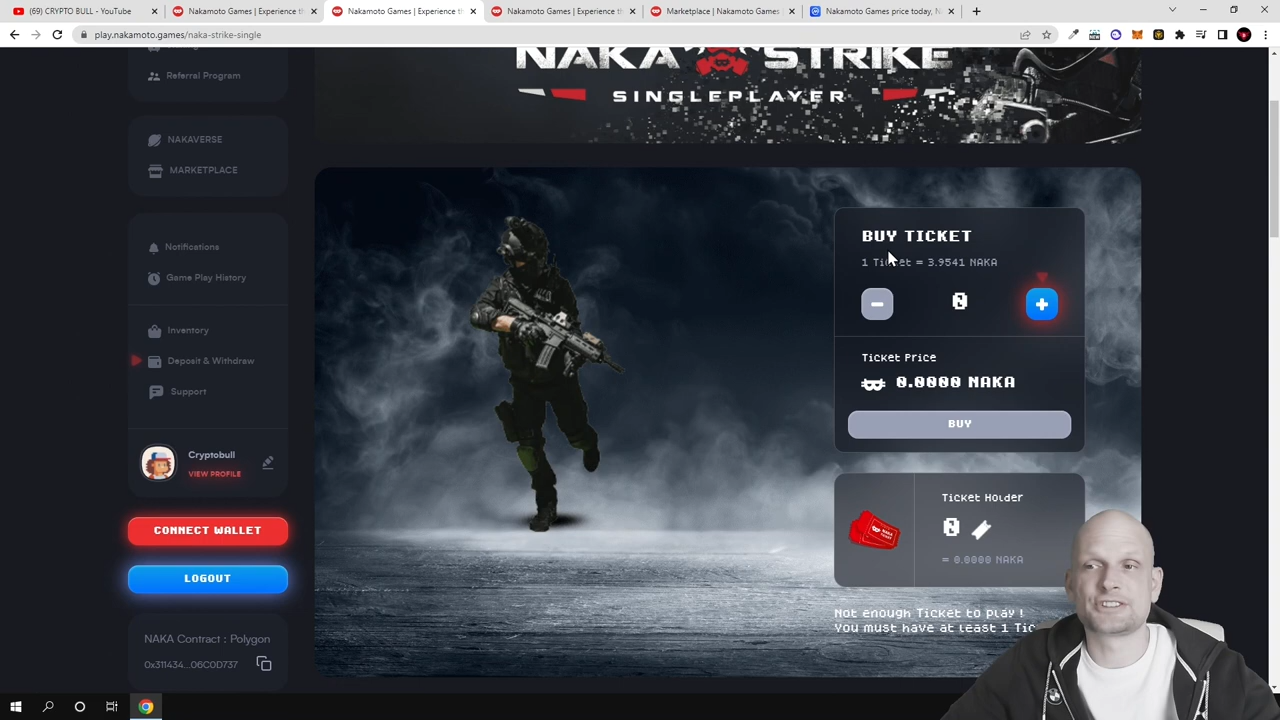 (69) CRYPTO BULL - YouTube
Nakamoto Games | Experience th
Nakamoto Games | Experience th
Nakamoto Games | Experience th
Marketplace | Nakamoto Games
Nakamoto Games price today, N
play.nakamoto.games/naka-strike-single
NAKA STRIKE
SINGLEPLAYER
Referral Program
NAKAVERSE
MARKETPLACE
Notifications
Game Play History
Inventory
Deposit & Withdrew
Support
Cryptobull
VIEW PROFILE
CONNECT WALLET
LOGOUT
NAKA Contract : Polygon
0x311434...06C0D737
BUY TICKET
1 Ticket = 3.9541 NAKA
0
Ticket Price
0.0000 NAKA
BUY
Ticket Holder
0
= 0.0000 NAKA
Not enough Ticket to play !
You must have at least 1 Tic